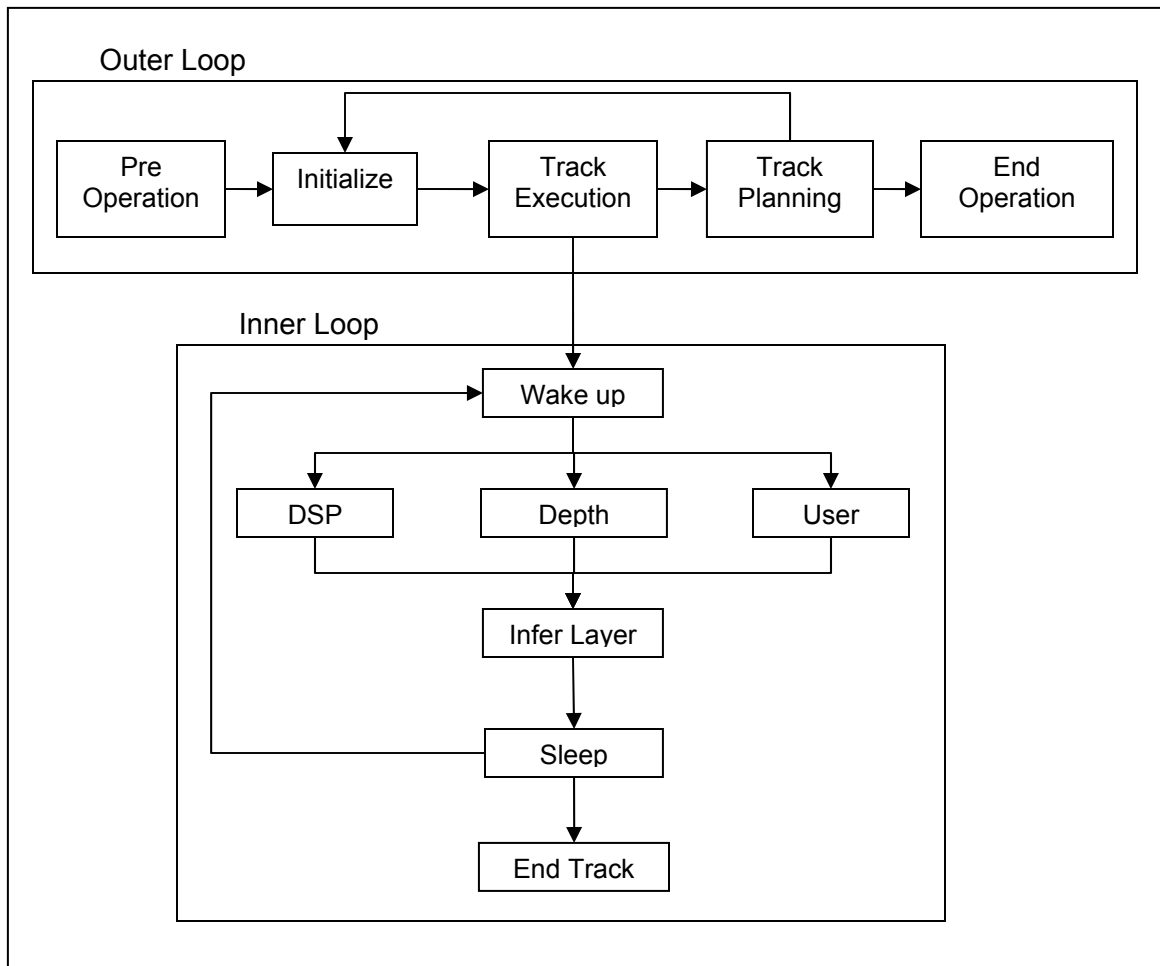 Outer Loop
Pre
Operation
Initialize
Track
Execution
Track
Planning
End
Operation
Inner Loop
Wake up
DSP
Depth
User
Infer Layer
Sleep
End Track